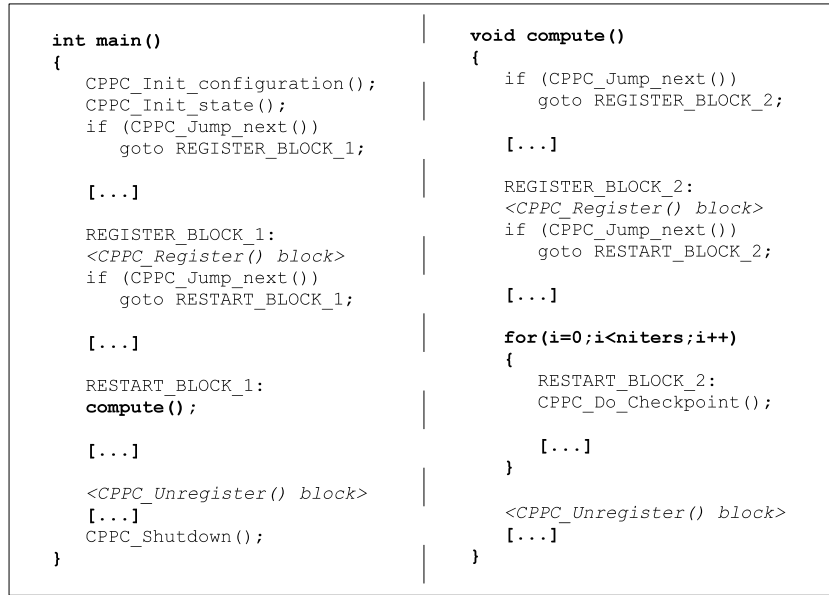 int main()
{
CPPC_Init_configuration();
CPPC_Init_state();
if (CPPC_Jump_next())
goto REGISTER_BLOCK_1;
[...]
REGISTER_BLOCK_1:
<CPPC_Register() block>
if (CPPC_Jump_next())
goto RESTART_BLOCK_1;
[...]
RESTART_BLOCK_1:
compute();
[...]
<CPPC_Unregister() block>
[...]
CPPC_Shutdown();
}
void compute()
{
if (CPPC_Jump_next())
goto REGISTER_BLOCK_2;
[...]
REGISTER_BLOCK_2:
<CPPC_Register() block>
if (CPPC_Jump_next())
goto RESTART_BLOCK_2;
[...]
for(i=0;i<niters;i++)
{
RESTART_BLOCK_2:
CPPC_Do_Checkpoint();
[...]
}
<CPPC_Unregister() block>
[...]
}